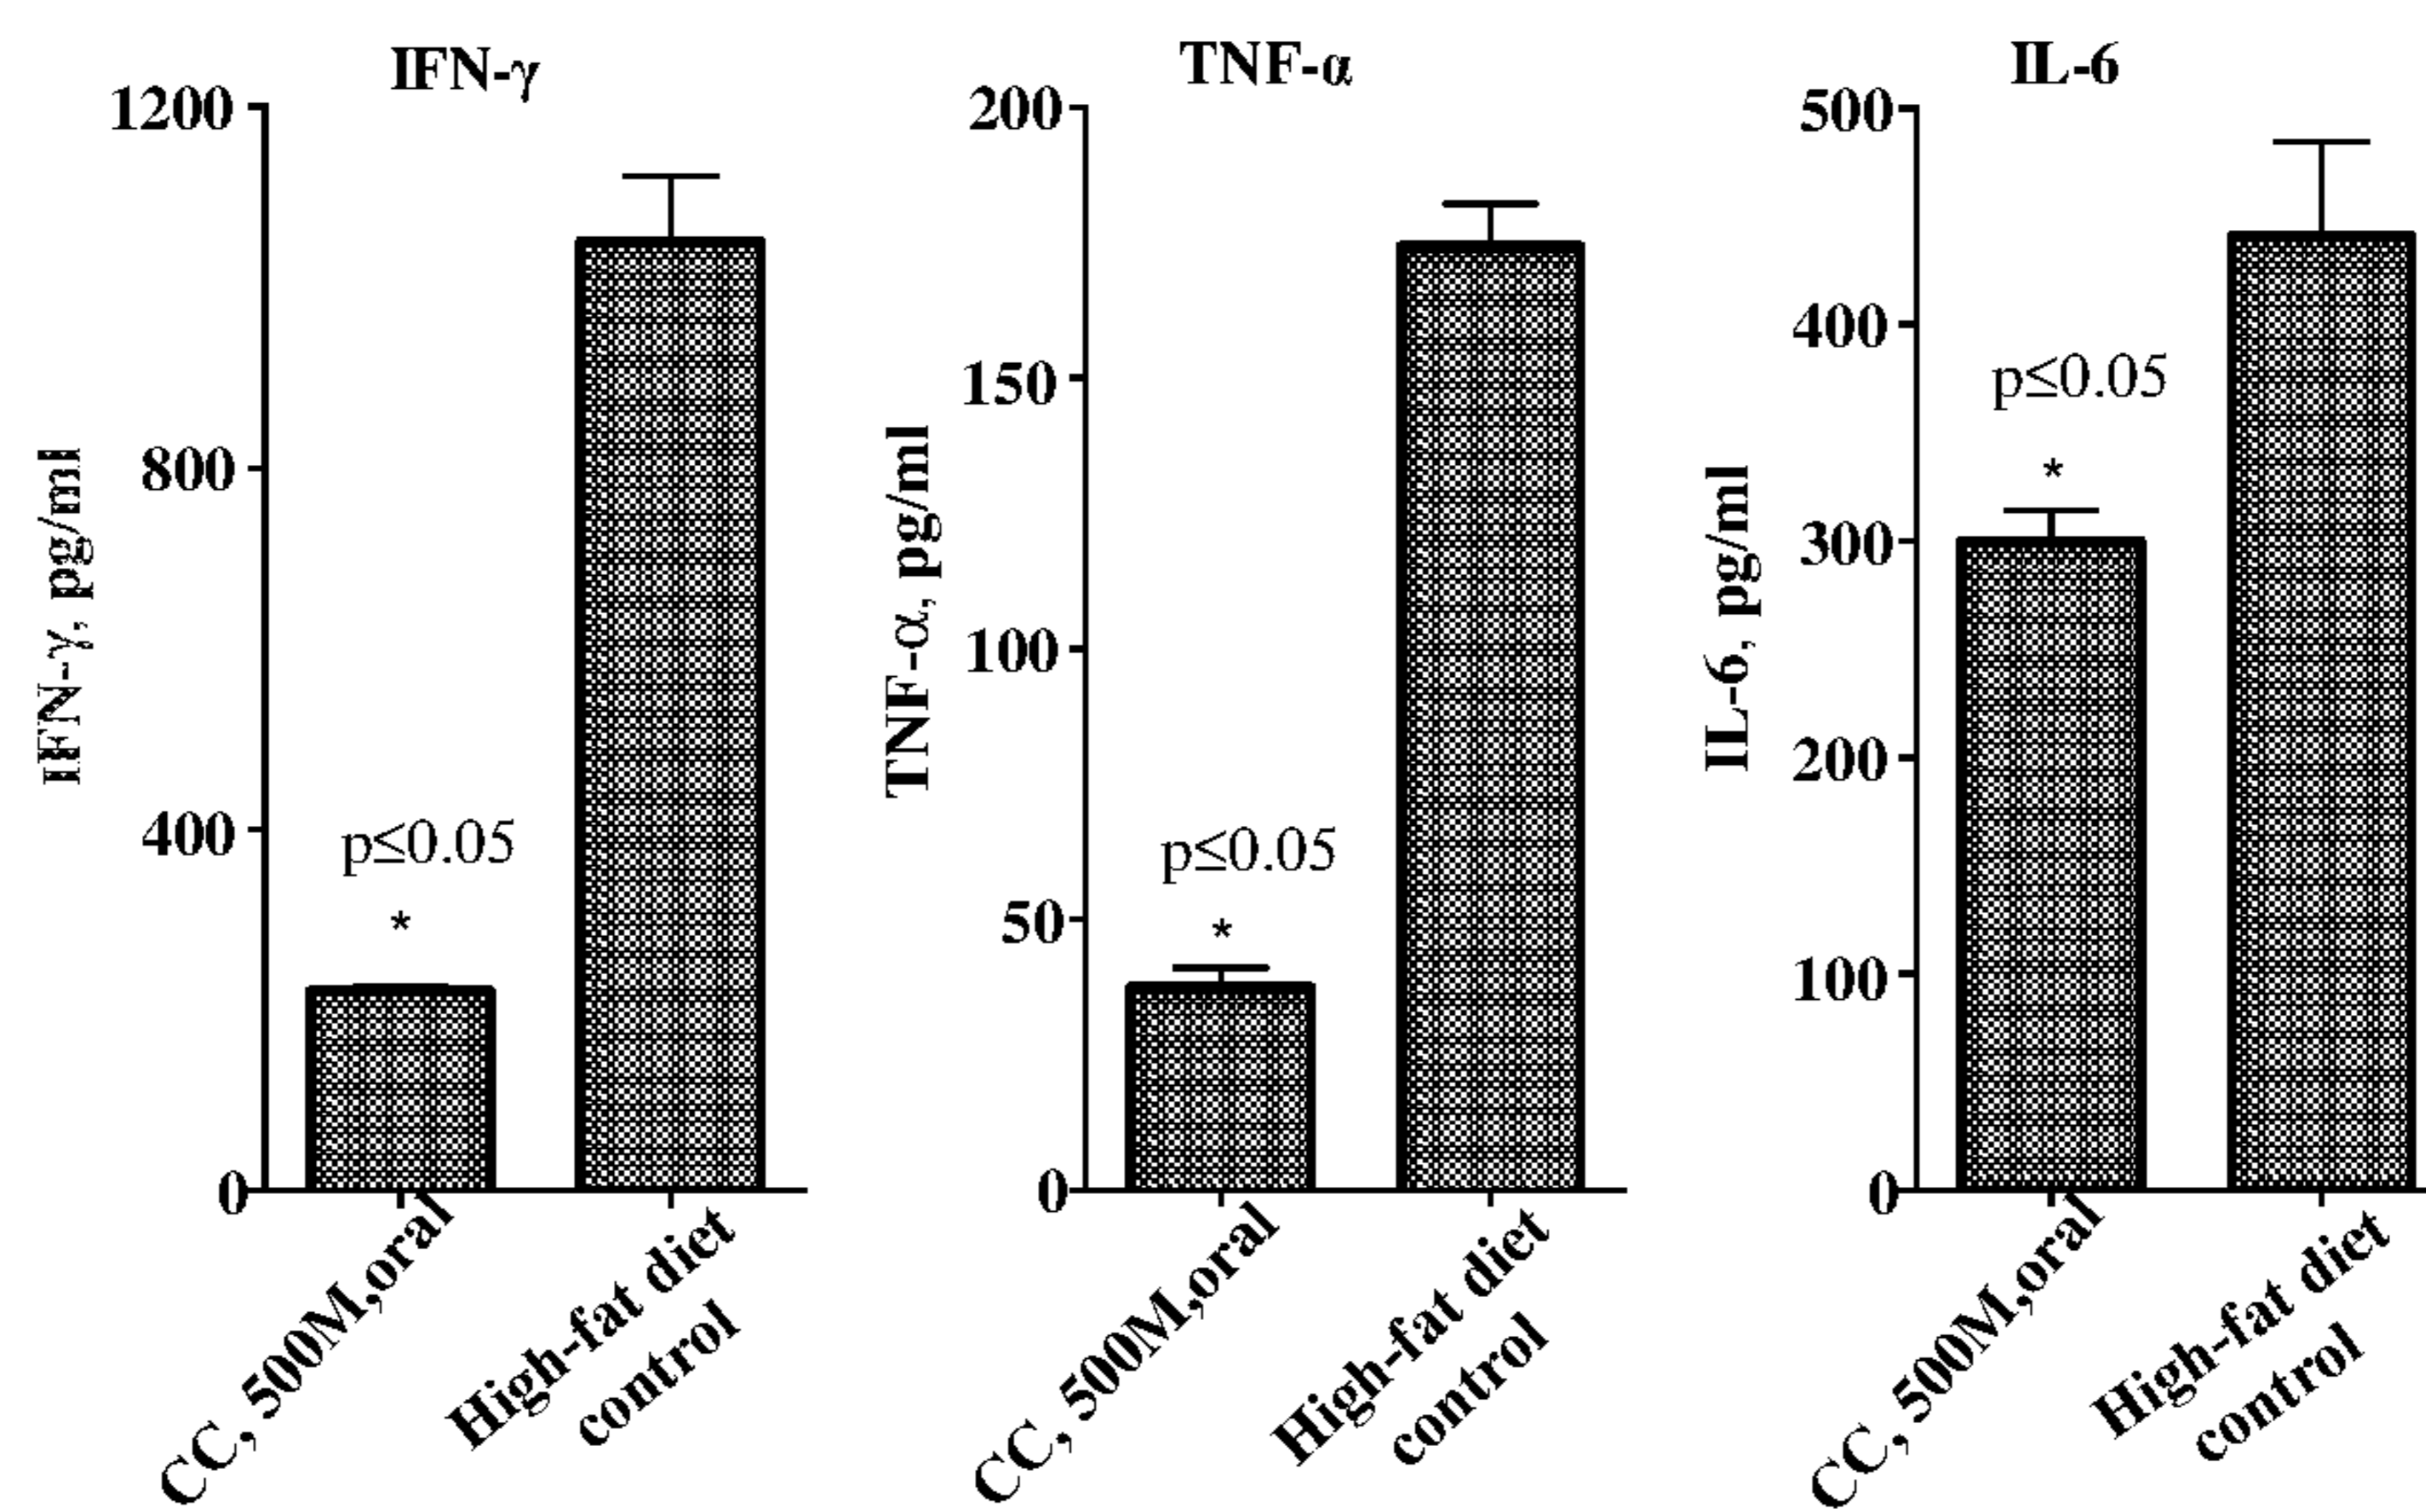 IFN-γ
1200
800
400
0
IFN-γ, pg/ml
p≤0.05
*
CC, 500M,oral
High-fat diet
control
TNF-α
200
150
100
50
0
TNF-α, pg/ml
p≤0.05
*
CC, 500M,oral
High-fat diet
control
IL-6
500
400
300
200
100
0
IL-6, pg/ml
p≤0.05
*
CC, 500M,oral
High-fat diet
control